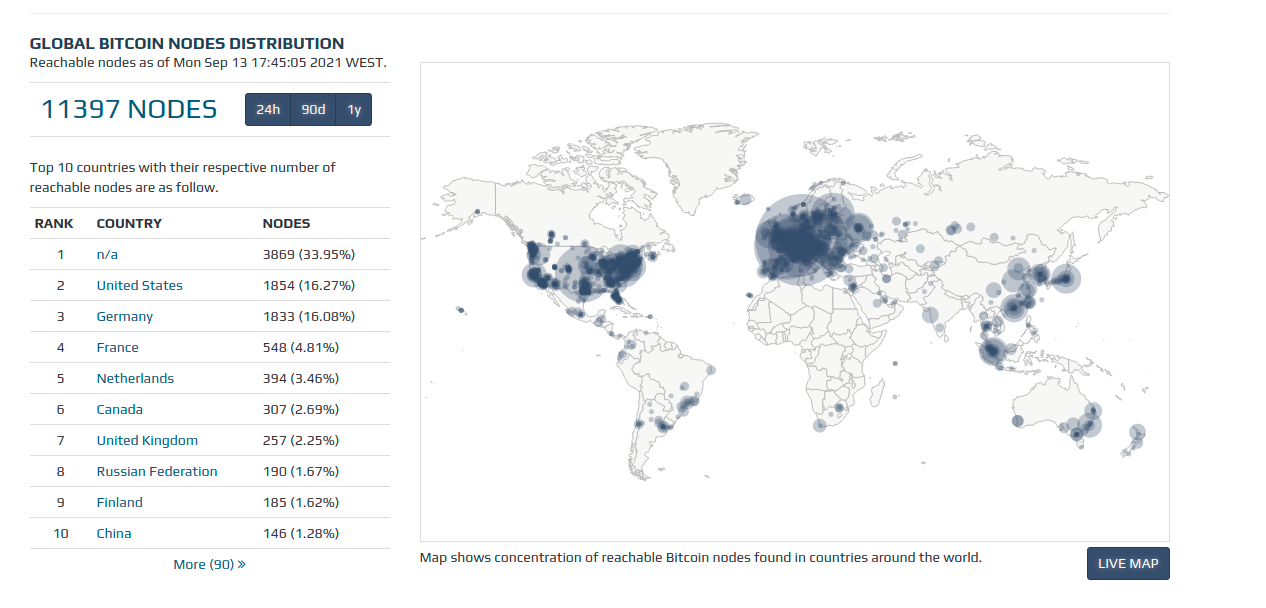 GLOBAL BITCOIN NODES DISTRIBUTION
Reachable nodes as of Mon Sep 13 17:45:05 2021 WEST.
11397 NODES
24h 90d 1y
Top 10 countries with their respective number of
reachable nodes are as follow.
RANK COUNTRY NODES
1 n/a 3869 (33.95%)
2 United States 1854 (16.27%)
3 Germany 1833 (16.08%)
4 France 548 (4.81%)
5 Netherlands 394 (3.46%)
6 Canada 307 (2.69%)
7 United Kingdom 257 (2.25%)
8 Russian Federation 190 (1.67%)
9 Finland 185 (1.62%)
10 China 146 (1.28%)
More (90) »
Map shows concentration of reachable Bitcoin nodes found in countries around the world.
LIVE MAP